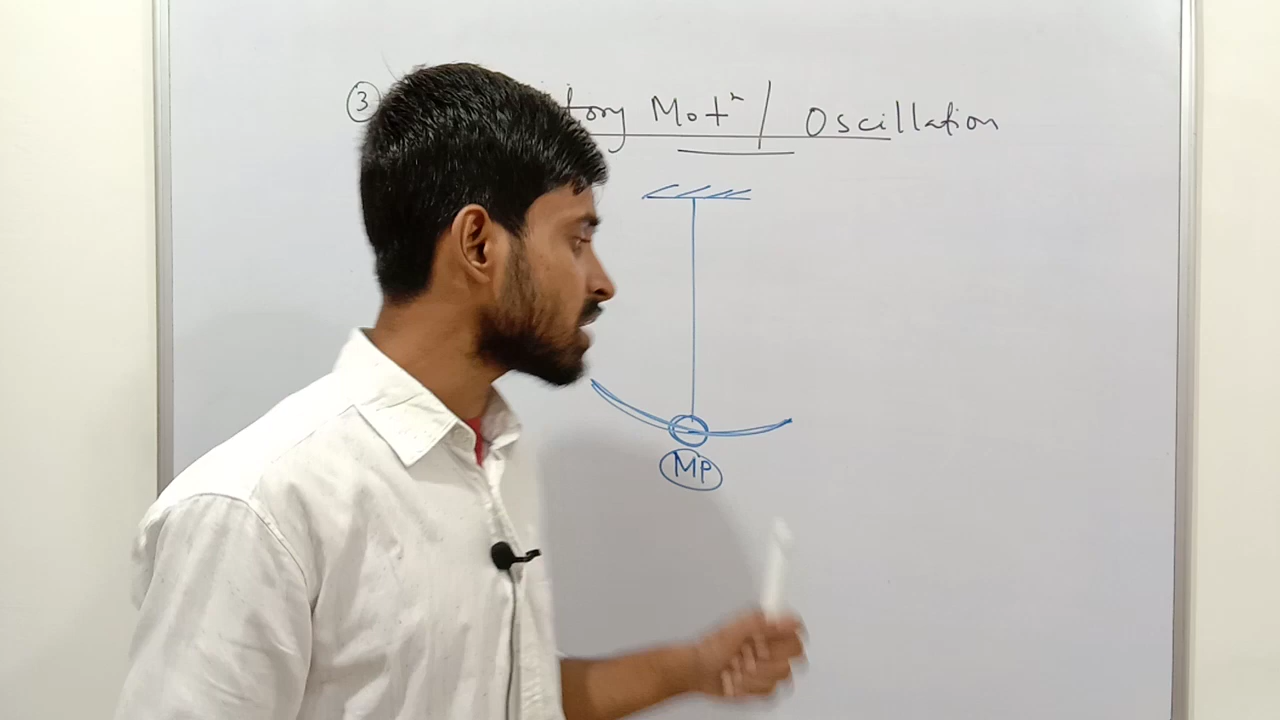 ③ tory Motⁿ / Oscillation
MP